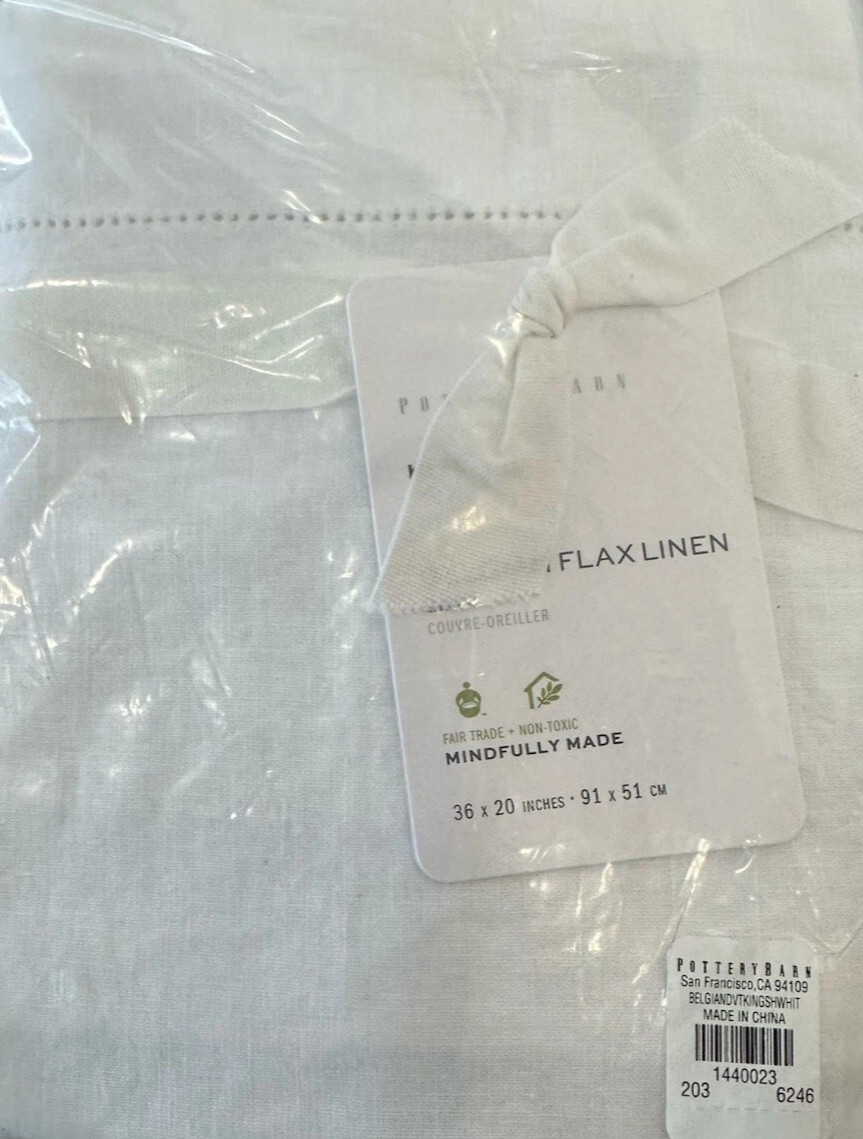 FLAX LINEN
COUVRE-OREILLER
FAIR TRADE + NON-TOXIC
MINDFULLY MADE
36 x 20 INCHES · 91 x 51 CM
POTTERY BARN
San Francisco,CA 94109
BELGIANDVTKINGSHWHIT
MADE IN CHINA
1440023
203 6246